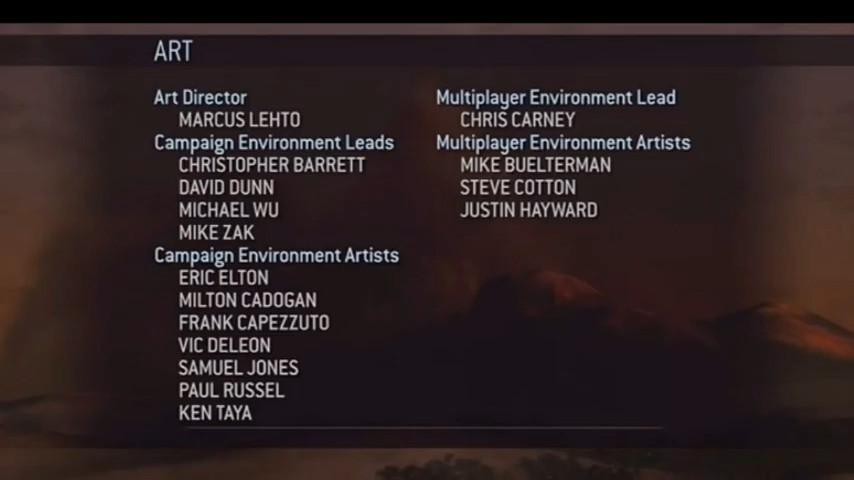 ART
Art Director
MARCUS LEHTO
Campaign Environment Leads
CHRISTOPHER BARRETT
DAVID DUNN
MICHAEL WU
MIKE ZAK
Campaign Environment Artists
ERIC ELTON
MILTON CADOGAN
FRANK CAPEZZUTO
VIC DELEON
SAMUEL JONES
PAUL RUSSEL
KEN TAYA
Multiplayer Environment Lead
CHRIS CARNEY
Multiplayer Environment Artists
MIKE BUELTERMAN
STEVE COTTON
JUSTIN HAYWARD